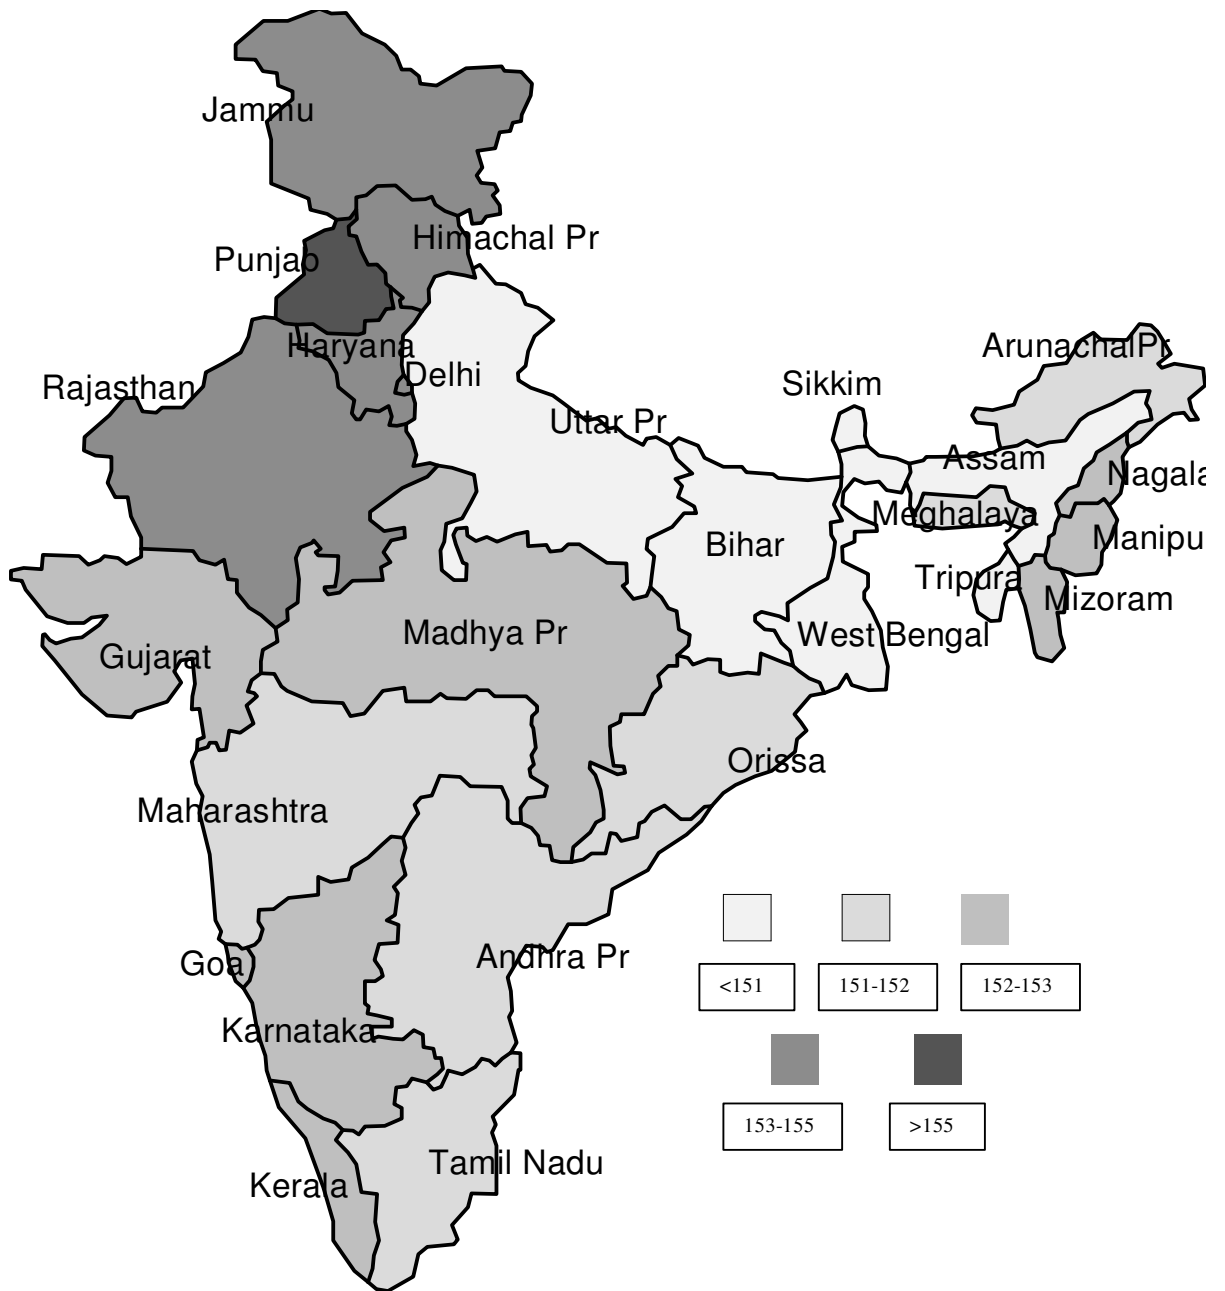 Jammu
Himachal Pr
Punjab
Haryana
ArunachalPr
Delhi
Sikkim
Rajasthan
Uttar Pr
Assam
Nagala
Meghalaya
Bihar
Manipu
Tripura
Mizoram
Madhya Pr
West Bengal
Gujarat
Orissa
Maharashtra
Andhra Pr
Goa
<151 151-152 152-153
Karnataka
153-155 >155
Tamil Nadu
Kerala